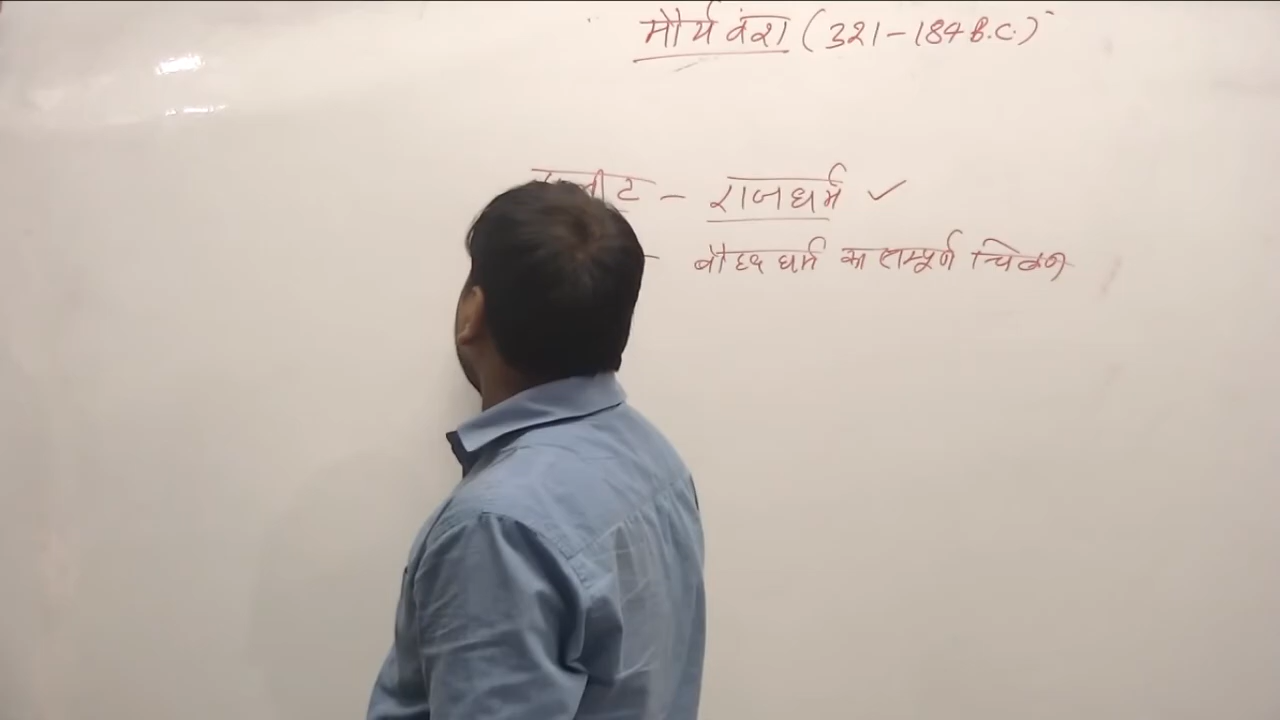 मौर्य वंश (321-184 B.C.)
- राजधर्म ✓
- बौद्ध धर्म का सम्पूर्ण चित्रण